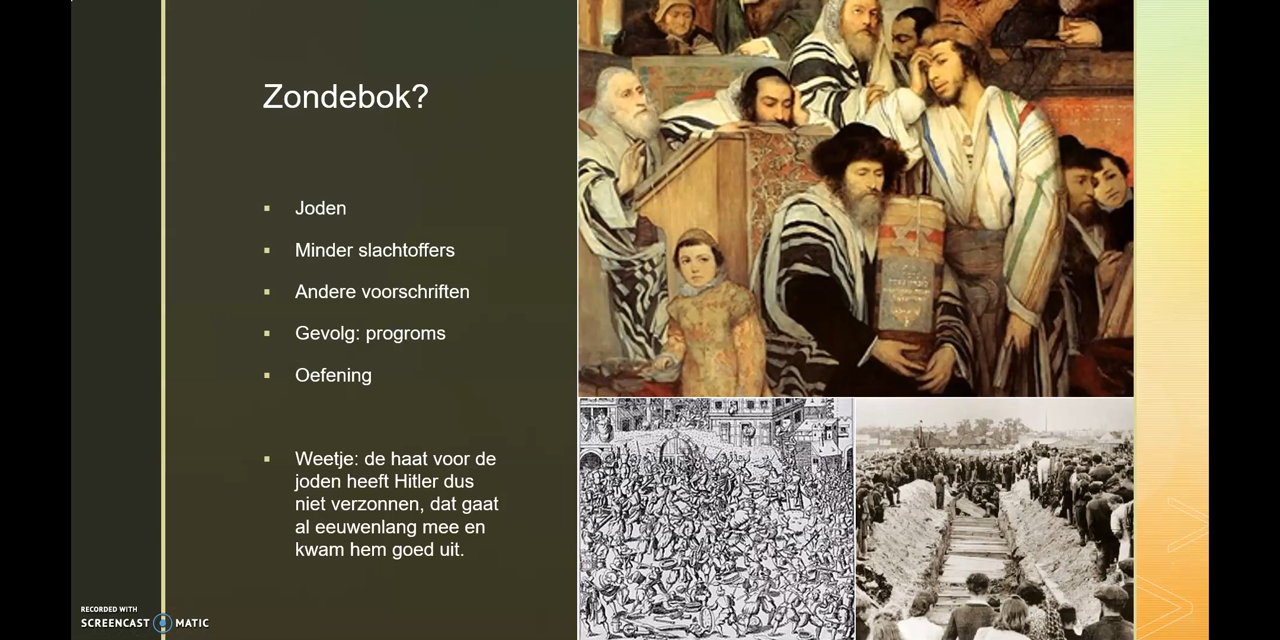 Zondebok?
Joden
Minder slachtoffers
Andere voorschriften
Gevolg: progroms
Oefening
Weetje: de haat voor de
joden heeft Hitler dus
niet verzonnen, dat gaat
al eeuwenlang mee en
kwam hem goed uit.
RECORDED WITH
SCREENCAST MATIC